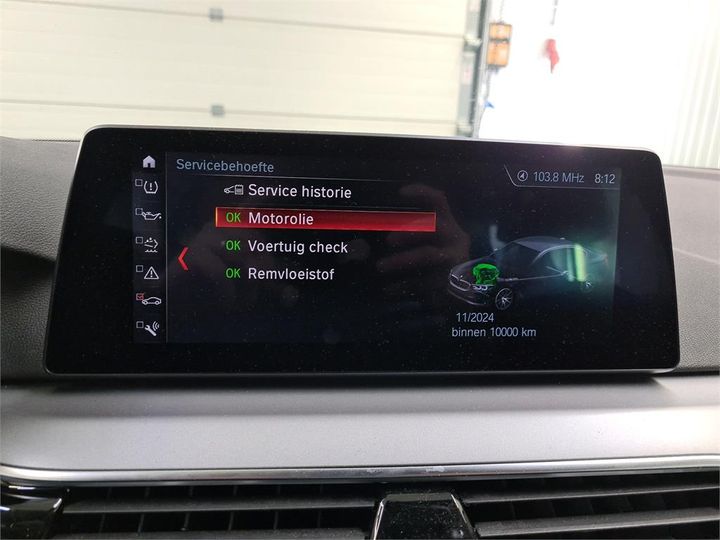 Servicebehoefte
103.8 MHz 8:12
Service historie
OK Motorolie
OK Voertuig check
OK Remvloeistof
11/2024
binnen 10000 km